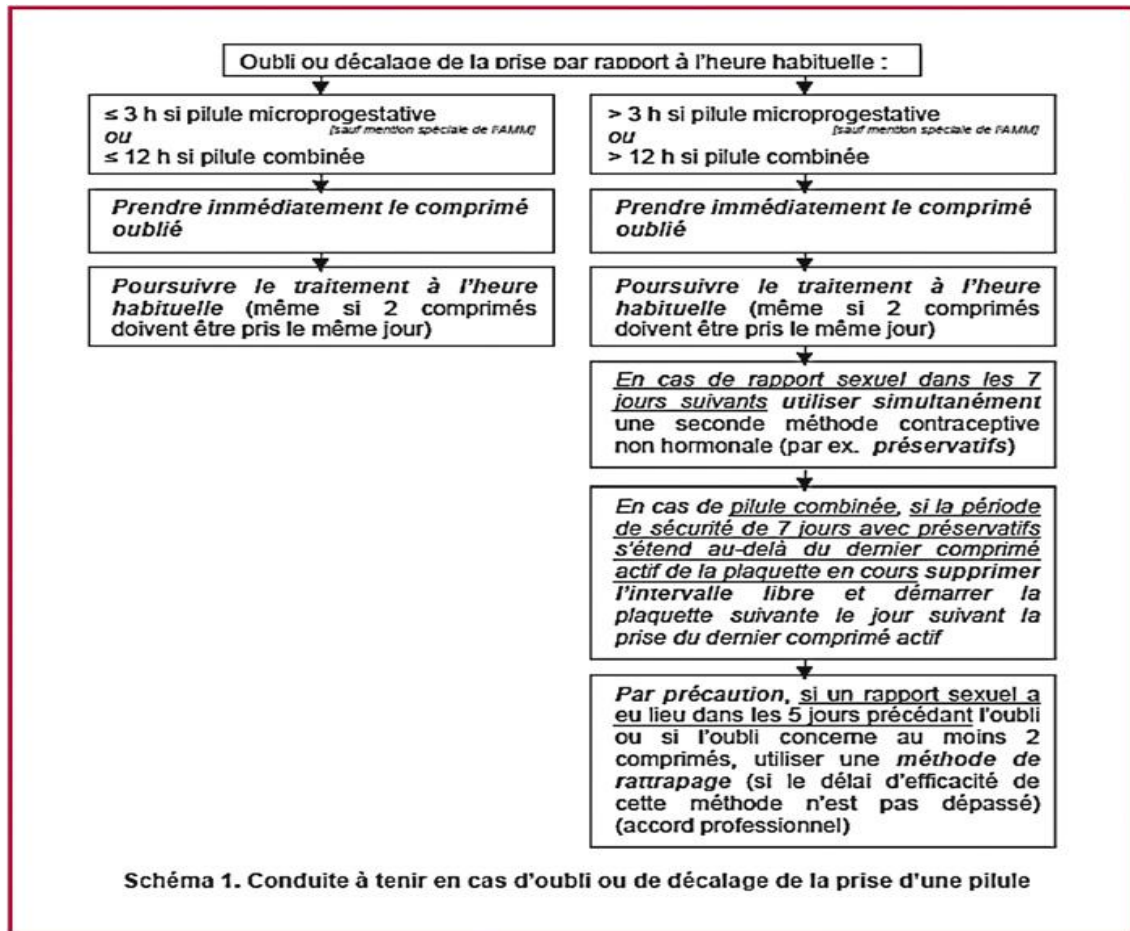 Oubli ou décalage de la prise par rapport à l'heure habituelle :
≤ 3 h si pilule microprogestative
[sauf mention spéciale de l'AMM]
ou
≤ 12 h si pilule combinée
Prendre immédiatement le comprimé
oublié
Poursuivre le traitement à l'heure
habituelle (même si 2 comprimés
doivent être pris le même jour)
> 3 h si pilule microprogestative
[sauf mention spéciale de l'AMM]
ou
> 12 h si pilule combinée
Prendre immédiatement le comprimé
oublié
Poursuivre le traitement à l'heure
habituelle (même si 2 comprimés
doivent être pris le même jour)
En cas de rapport sexuel dans les 7
jours suivants utiliser simultanément
une seconde méthode contraceptive
non hormonale (par ex. préservatifs)
En cas de pilule combinée, si la période
de sécurité de 7 jours avec préservatifs
s'étend au-delà du dernier comprimé
actif de la plaquette en cours supprimer
l'intervalle libre et démarrer la
plaquette suivante le jour suivant la
prise du dernier comprimé actif
Par précaution, si un rapport sexuel a
eu lieu dans les 5 jours précédant l'oubli
ou si l'oubli concerne au moins 2
comprimés, utiliser une méthode de
rattrapage (si le délai d'efficacité de
cette méthode n'est pas dépassé)
(accord professionnel)
Schéma 1. Conduite à tenir en cas d'oubli ou de décalage de la prise d'une pilule